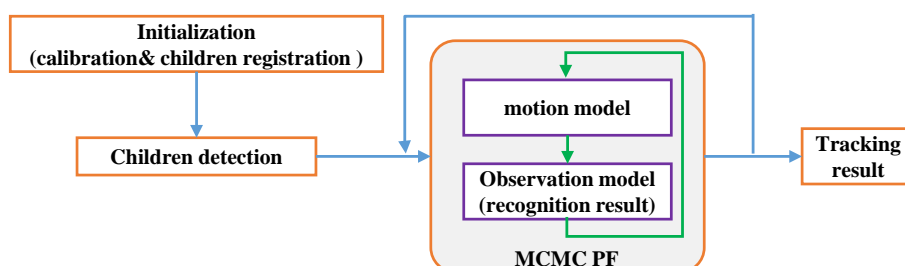 Initialization
(calibration& children registration )
Children detection
motion model
Observation model
(recognition result)
MCMC PF
Tracking
result